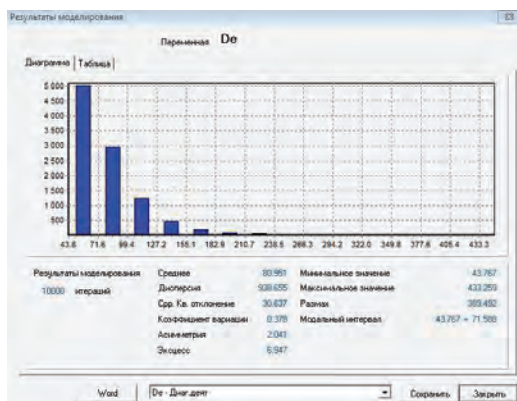 Результаты моделирования
Переменная De
Диаграмма Таблица
5 000
4 500
4 000
3 500
3 000
2 500
2 000
1 500
1 000
500
43.8 71.6 99.4 127.2 155.1 182.9 210.7 238.5 266.3 294.2 322.0 349.8 377.6 405.4 433.3
Результаты моделирования
10000 итераций
Среднее 80.951
Дисперсия 938.655
Срр. Кв. отклонение 30.637
Коэффициент вариации 0.378
Асимметрия 2.041
Эксцесс 6.947
Минимальное значение 43.767
Максимальное значение 433.259
Размах 389.492
Модальный интервал 43.767 ÷ 71.588
Word De - Диаг.дент Сохранить Закрыть